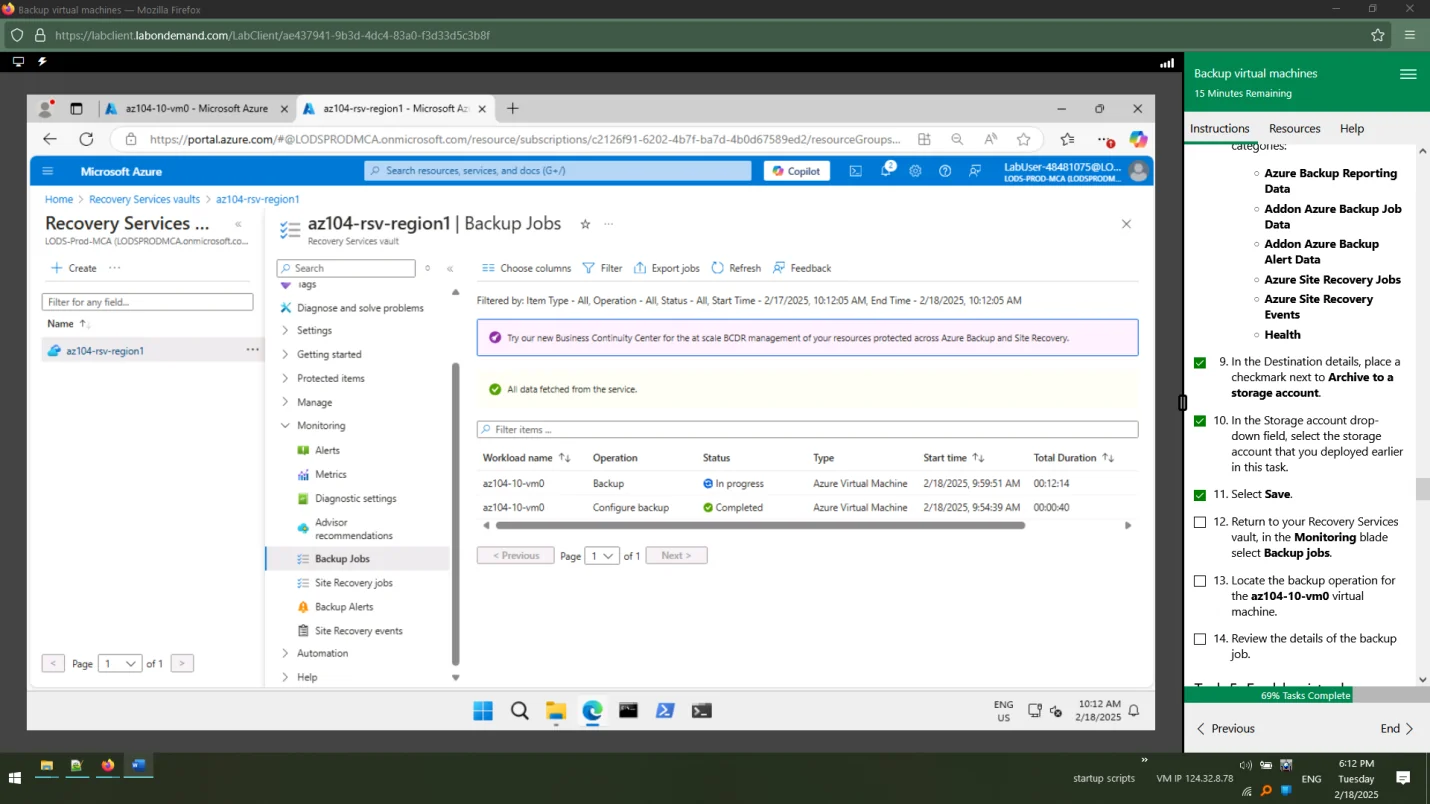 Backup virtual machines — Mozilla Firefox
https://labclient.labondemand.com/LabClient/ae437941-9b3d-4dc4-83a0-f3d33d5c3b8f
az104-10-vm0 - Microsoft Azure
az104-rsv-region1 - Microsoft Az
https://portal.azure.com/#@LODSPRODMCA.onmicrosoft.com/resource/subscriptions/c2126f91-6202-4b7f-ba7d-4b0d67589ed2/resourceGroups...
Microsoft Azure
Search resources, services, and docs (G+/)
Copilot
2
LabUser-48481075@LO...
LODS-PROD-MCA (LODSPRODM...
Home > Recovery Services vaults > az104-rsv-region1
Recovery Services ...
LODS-Prod-MCA (LODSPRODMCA.onmicrosoft.co...
Create
Filter for any field...
Name
az104-rsv-region1
Page 1 of 1
az104-rsv-region1 | Backup Jobs
Recovery Services vault
Search
Tags
Diagnose and solve problems
Settings
Getting started
Protected items
Manage
Monitoring
Alerts
Metrics
Diagnostic settings
Advisor
recommendations
Backup Jobs
Site Recovery jobs
Backup Alerts
Site Recovery events
Automation
Help
Choose columns Filter Export jobs Refresh Feedback
Filtered by: Item Type - All, Operation - All, Status - All, Start Time - 2/17/2025, 10:12:05 AM, End Time - 2/18/2025, 10:12:05 AM
Try our new Business Continuity Center for the at scale BCDR management of your resources protected across Azure Backup and Site Recovery.
All data fetched from the service.
Filter items ...
Workload name Operation Status Type Start time Total Duration
az104-10-vm0 Backup In progress Azure Virtual Machine 2/18/2025, 9:59:51 AM 00:12:14
az104-10-vm0 Configure backup Completed Azure Virtual Machine 2/18/2025, 9:54:39 AM 00:00:40
< Previous Page 1 of 1 Next >
ENG
US
10:12 AM
2/18/2025
Backup virtual machines
15 Minutes Remaining
Instructions Resources Help
categories:
Azure Backup Reporting
Data
Addon Azure Backup Job
Data
Addon Azure Backup
Alert Data
Azure Site Recovery Jobs
Azure Site Recovery
Events
Health
9. In the Destination details, place a
checkmark next to Archive to a
storage account.
10. In the Storage account drop-
down field, select the storage
account that you deployed earlier
in this task.
11. Select Save.
12. Return to your Recovery Services
vault, in the Monitoring blade
select Backup jobs.
13. Locate the backup operation for
the az104-10-vm0 virtual
machine.
14. Review the details of the backup
job.
69% Tasks Complete
Previous
End
startup scripts
VM IP 124.32.8.78
ENG
6:12 PM
Tuesday
2/18/2025